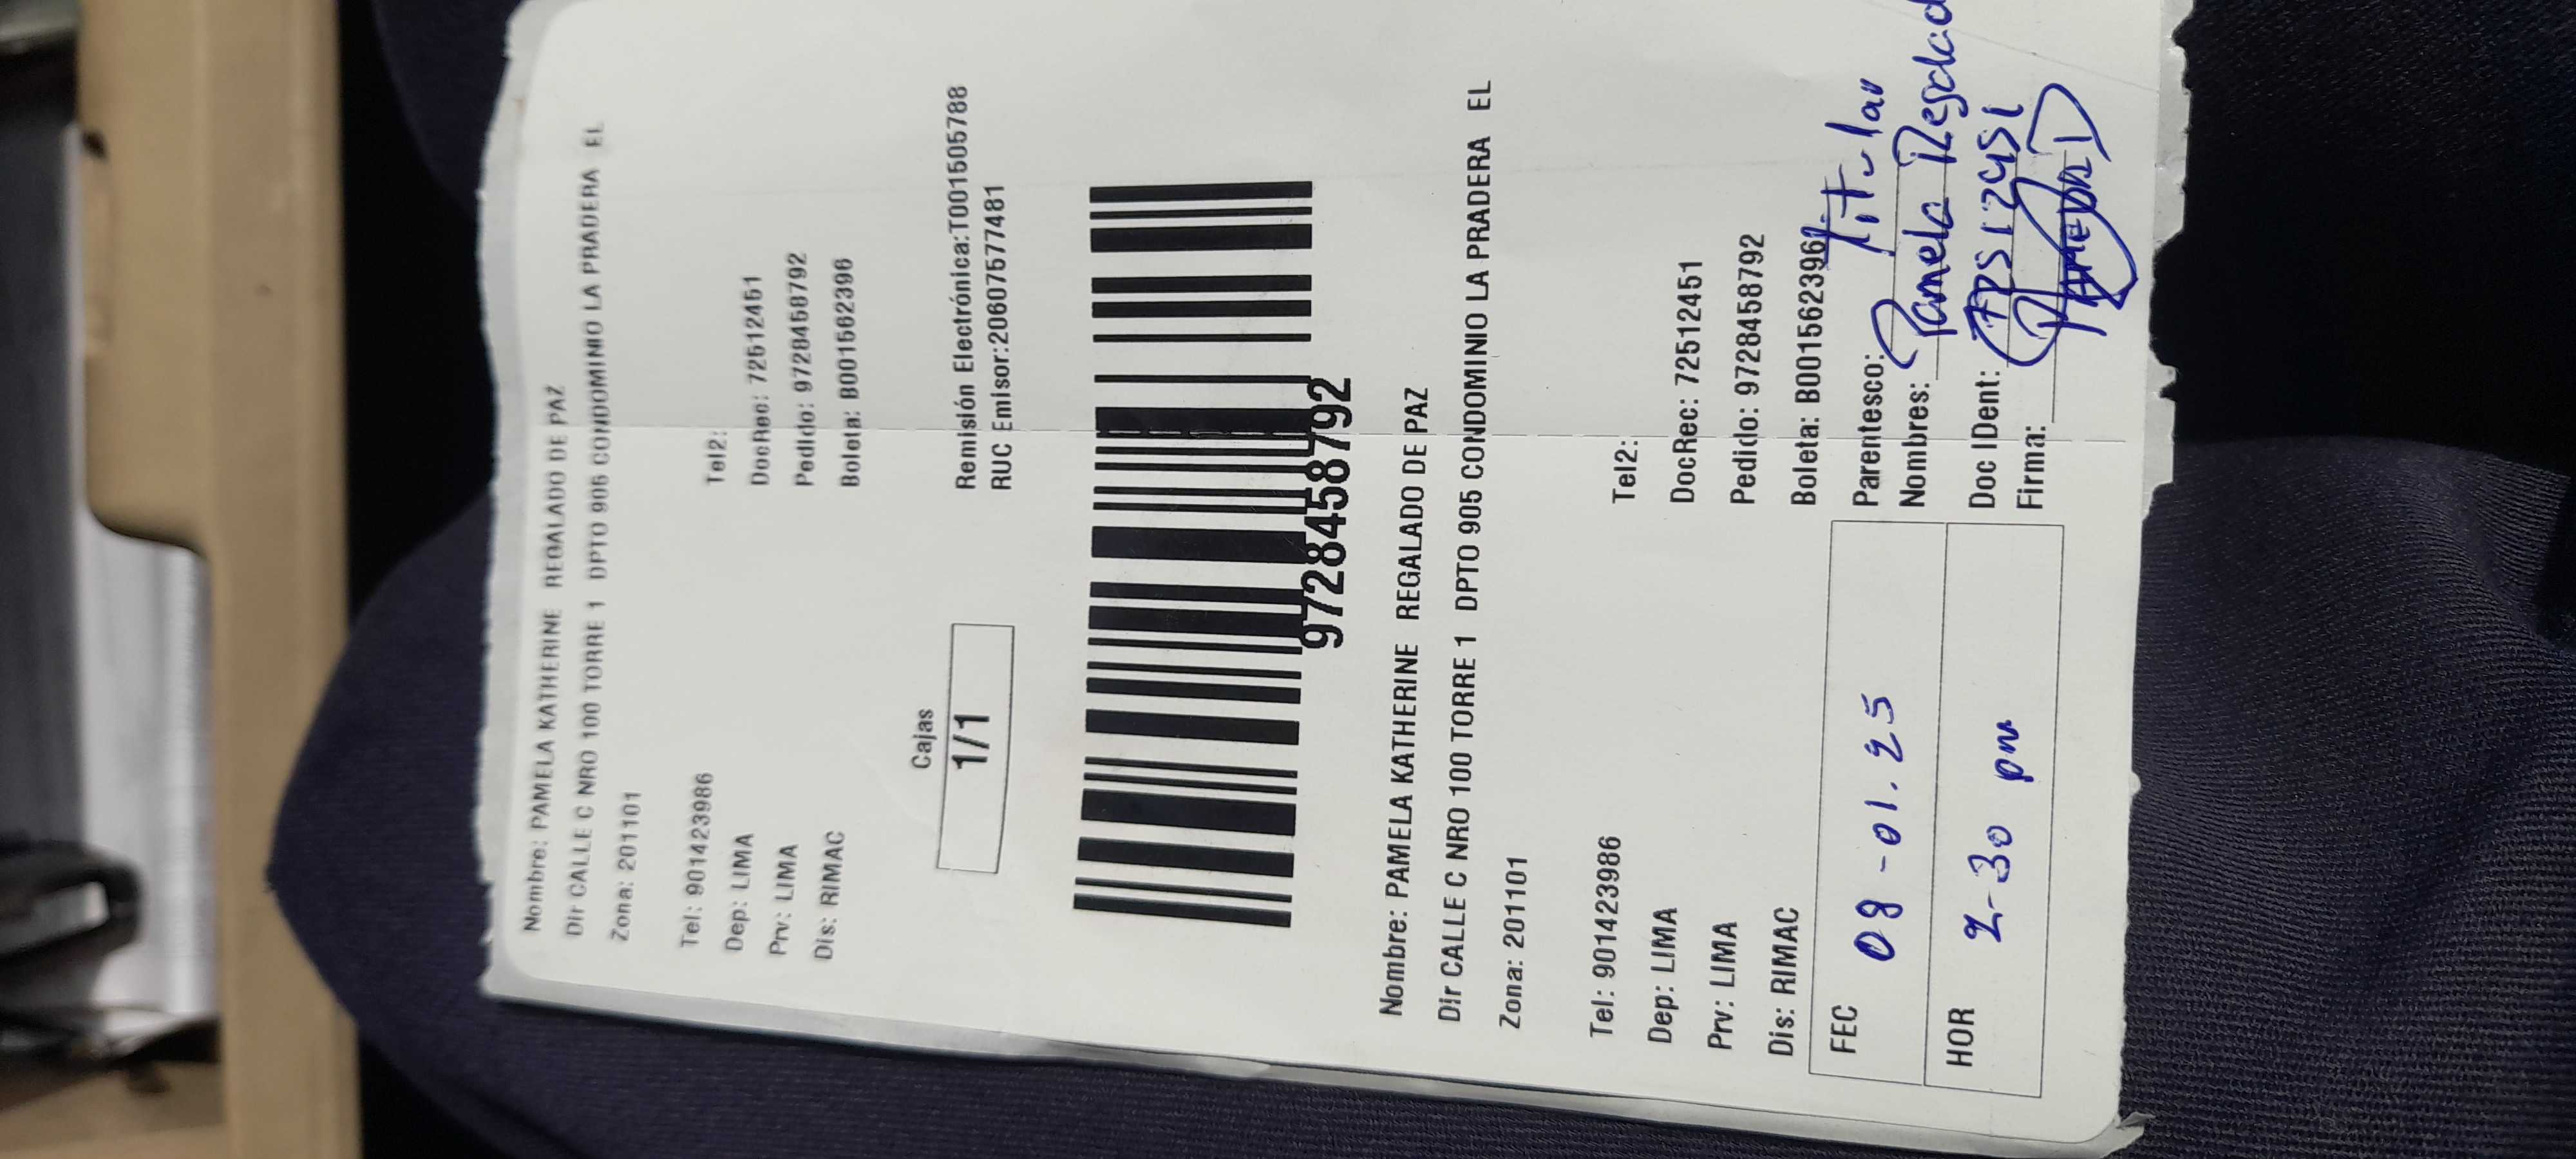 Nombre: PAMELA KATHERINE REGALADO DE PAZ
Dir CALLE C NRO 100 TORRE 1 DPTO 905 CONDOMINIO LA PRADERA EL
Zona: 201101
Tel: 901423986 Tel2:
Dep: LIMA DocRec: 72512451
Prv: LIMA Pedido: 9728458792
Dis: RIMAC Boleta: B001562396
Cajas
1/1
Remisión Electrónica:T001505788
RUC Emisor:20607577481
9728458792
Nombre: PAMELA KATHERINE REGALADO DE PAZ
Dir CALLE C NRO 100 TORRE 1 DPTO 905 CONDOMINIO LA PRADERA EL
Zona: 201101
Tel: 901423986 Tel2:
Dep: LIMA DocRec: 72512451
Prv: LIMA Pedido: 9728458792
Dis: RIMAC Boleta: B001562396
FEC 08-01.25 Parentesco: Titular
Nombres: Pamela
HOR 2-30 pm Doc IDent: 72512451
Firma: